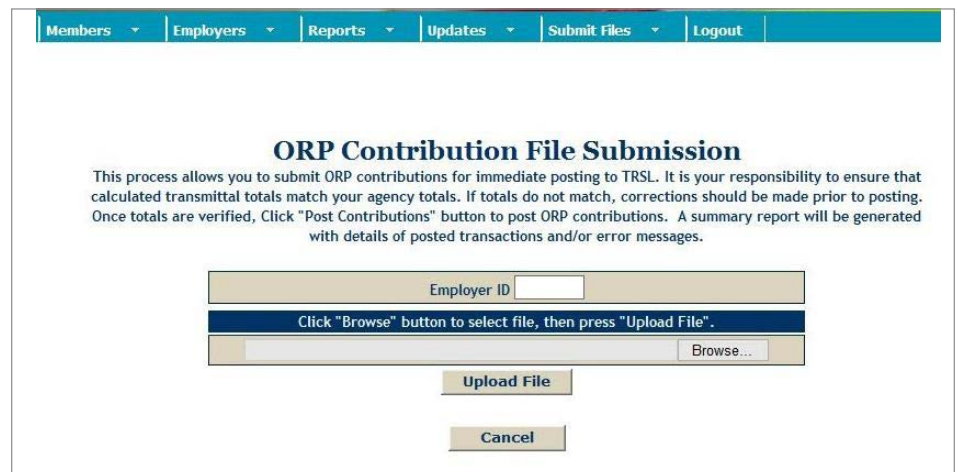 Members Employers Reports Updates Submit Files Logout
ORP Contribution File Submission
This process allows you to submit ORP contributions for immediate posting to TRSL. It is your responsibility to ensure that
calculated transmittal totals match your agency totals. If totals do not match, corrections should be made prior to posting.
Once totals are verified, Click "Post Contributions" button to post ORP contributions. A summary report will be generated
with details of posted transactions and/or error messages.
Employer ID
Click "Browse" button to select file, then press "Upload File".
Browse...
Upload File
Cancel